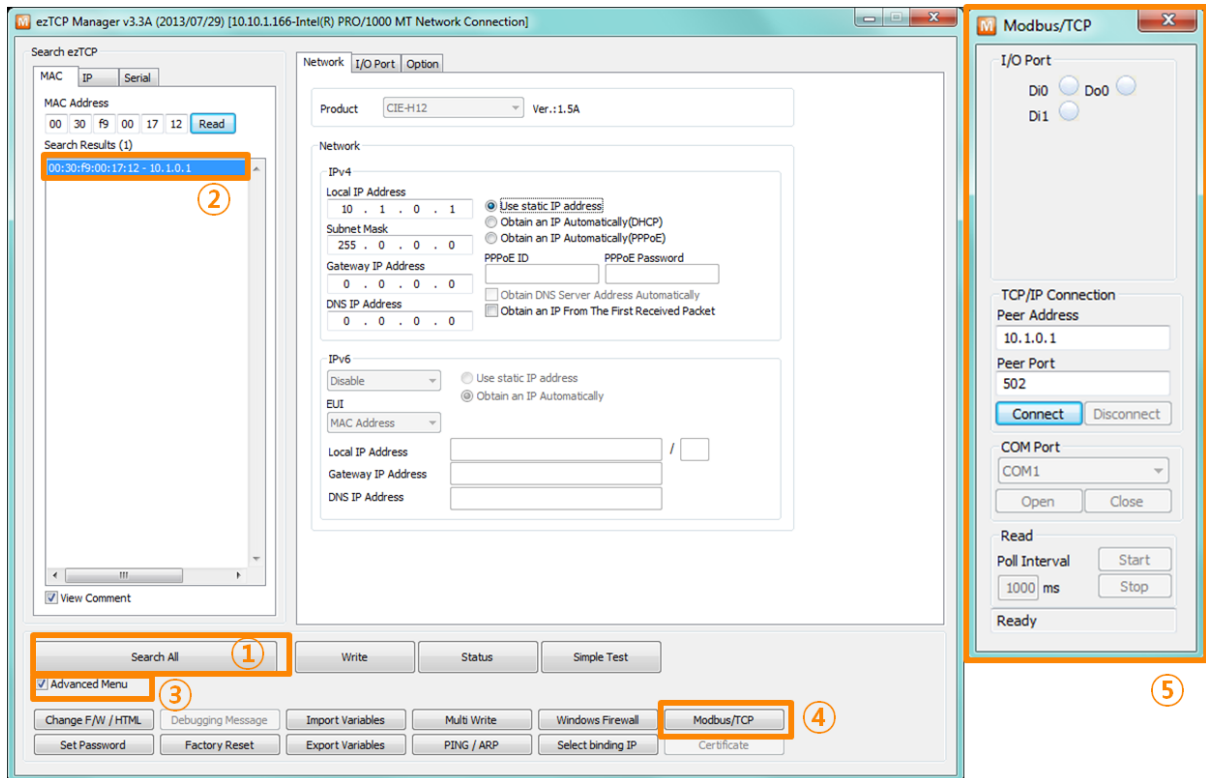 ezTCP Manager v3.3A (2013/07/29) [10.10.1.166-Intel(R) PRO/1000 MT Network Connection]
Search ezTCP
MAC IP Serial
MAC Address
00 30 f9 00 17 12 Read
Search Results (1)
00:30:f9:00:17:12 - 10.1.0.1
②
View Comment
Network I/O Port Option
Product CIE-H12 Ver.:1.5A
Network
IPv4
Local IP Address
10 . 1 . 0 . 1
Subnet Mask
255 . 0 . 0 . 0
Gateway IP Address
0 . 0 . 0 . 0
DNS IP Address
0 . 0 . 0 . 0
Use static IP address
Obtain an IP Automatically(DHCP)
Obtain an IP Automatically(PPPoE)
PPPoE ID PPPoE Password
Obtain DNS Server Address Automatically
Obtain an IP From The First Received Packet
IPv6
Disable
EUI
MAC Address
Use static IP address
Obtain an IP Automatically
Local IP Address /
Gateway IP Address
DNS IP Address
Search All ① Write Status Simple Test
Advanced Menu ③
Change F/W / HTML Debugging Message Import Variables Multi Write Windows Firewall Modbus/TCP ④
Set Password Factory Reset Export Variables PING / ARP Select binding IP Certificate
Modbus/TCP
I/O Port
Di0 Do0
Di1
TCP/IP Connection
Peer Address
10.1.0.1
Peer Port
502
Connect Disconnect
COM Port
COM1
Open Close
Read
Poll Interval Start
1000 ms Stop
Ready
⑤